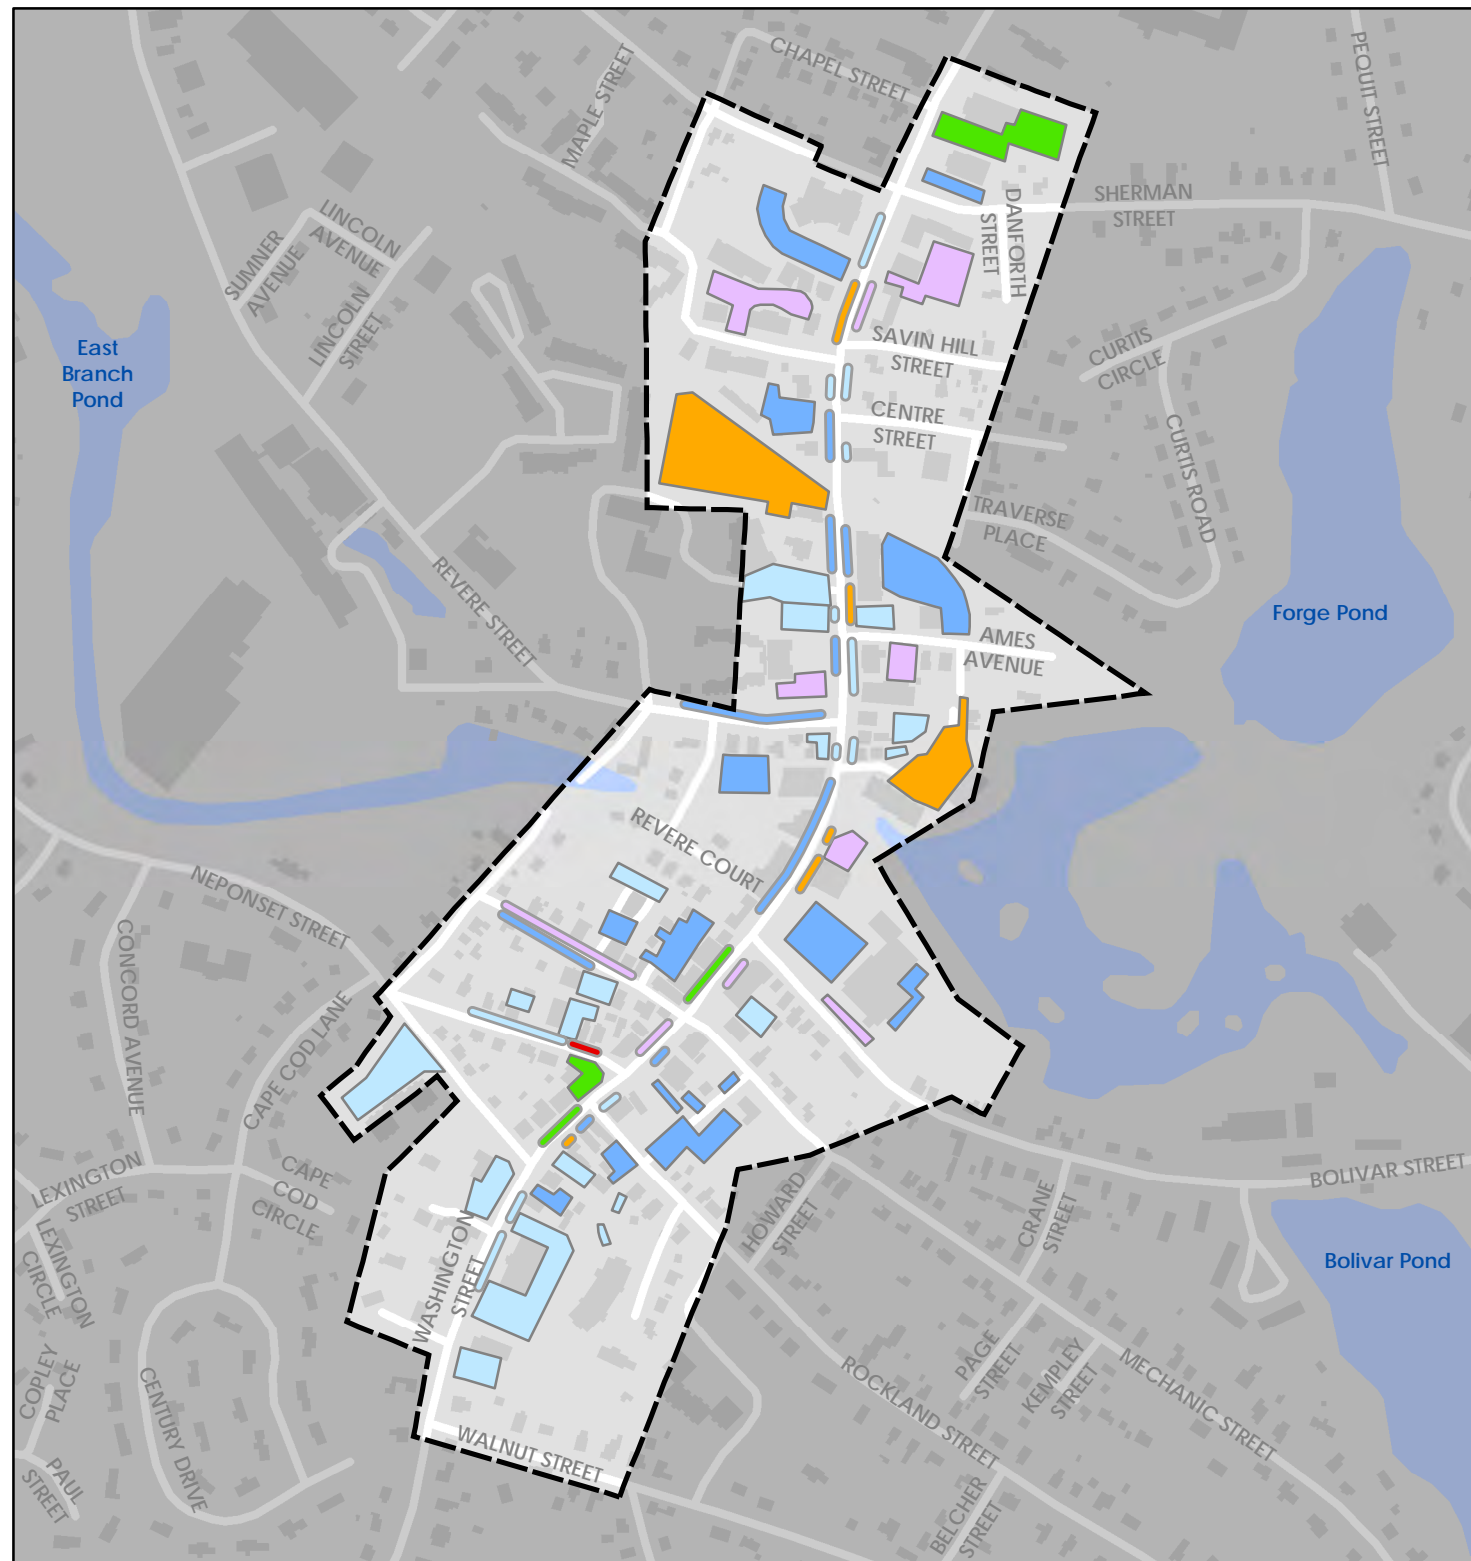 CHAPEL STREET
MAPLE STREET
PEQUIT STREET
SHERMAN
STREET
DANFORTH
STREET
LINCOLN
AVENUE
SUMNER
AVENUE
LINCOLN
STREET
East
Branch
Pond
SAVIN HILL
STREET
CURTIS
CIRCLE
CENTRE
STREET
CURTIS ROAD
TRAVERSE
PLACE
REVERE STREET
Forge Pond
AMES
AVENUE
REVERE COURT
NEPONSET STREET
CONCORD AVENUE
CAPE COD LANE
LEXINGTON
STREET
CAPE
COD
CIRCLE
LEXINGTON
CIRCLE
WASHINGTON
STREET
HOWARD
STREET
CRANE
STREET
BOLIVAR STREET
Bolivar Pond
COPLEY
PLACE
CENTURY DRIVE
PAUL
STREET
WALNUT STREET
PAGE
STREET
KEMPLEY
STREET
MECHANIC STREET
ROCKLAND STREET
BELCHER
STREET